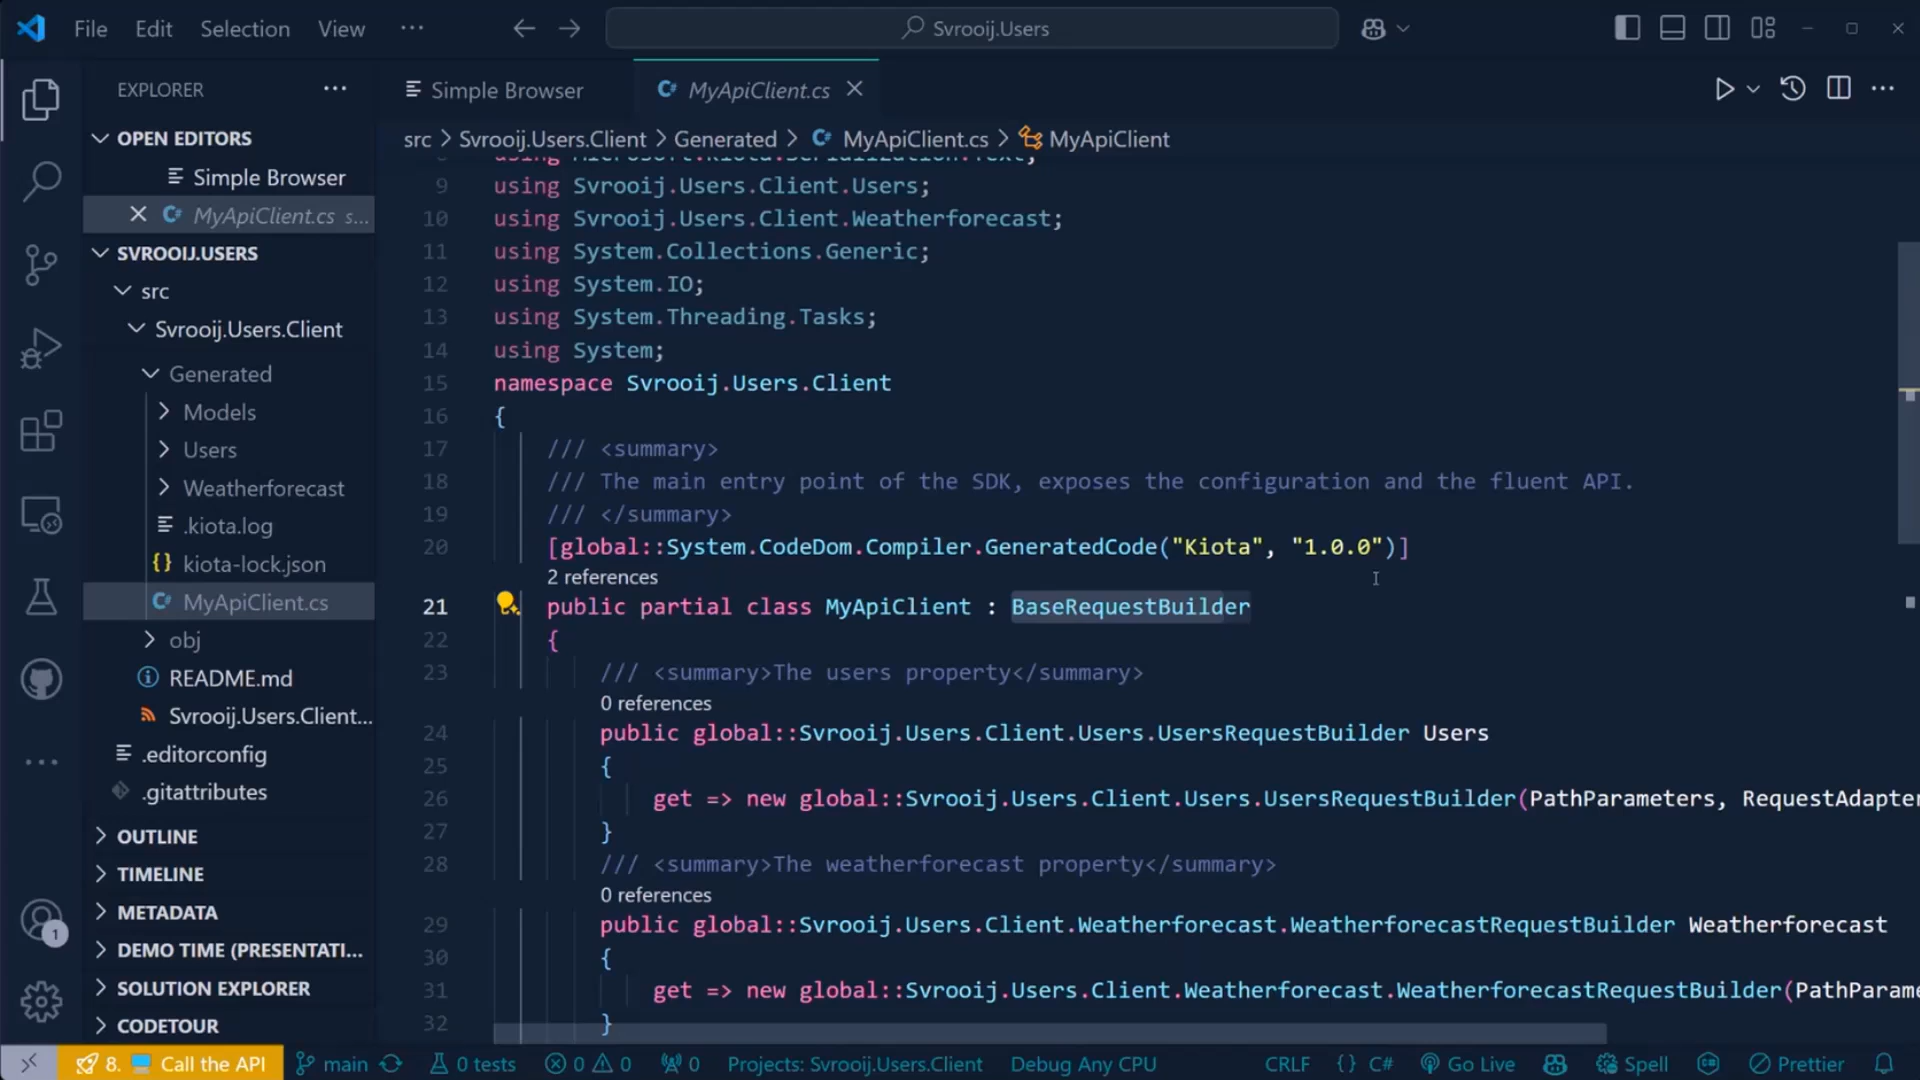 File Edit Selection View ··· Svrooij.Users
EXPLORER ···
OPEN EDITORS
Simple Browser
MyApiClient.cs s...
SVROOIJ.USERS
src
Svrooij.Users.Client
Generated
Models
Users
Weatherforecast
.kiota.log
{} kiota-lock.json
MyApiClient.cs
obj
README.md
Svrooij.Users.Client...
.editorconfig
.gitattributes
OUTLINE
TIMELINE
METADATA
DEMO TIME (PRESENTATI...
SOLUTION EXPLORER
CODETOUR
1
Simple Browser MyApiClient.cs
src > Svrooij.Users.Client > Generated > MyApiClient.cs > MyApiClient
using Microsoft.Kiota.Serialization.Text;
9 using Svrooij.Users.Client.Users;
10 using Svrooij.Users.Client.Weatherforecast;
11 using System.Collections.Generic;
12 using System.IO;
13 using System.Threading.Tasks;
14 using System;
15 namespace Svrooij.Users.Client
16 {
17 /// <summary>
18 /// The main entry point of the SDK, exposes the configuration and the fluent API.
19 /// </summary>
20 [global::System.CodeDom.Compiler.GeneratedCode("Kiota", "1.0.0")]
2 references
21 public partial class MyApiClient : BaseRequestBuilder
22 {
23 /// <summary>The users property</summary>
0 references
24 public global::Svrooij.Users.Client.Users.UsersRequestBuilder Users
25 {
26 get => new global::Svrooij.Users.Client.Users.UsersRequestBuilder(PathParameters, RequestAdapter
27 }
28 /// <summary>The weatherforecast property</summary>
0 references
29 public global::Svrooij.Users.Client.Weatherforecast.WeatherforecastRequestBuilder Weatherforecast
30 {
31 get => new global::Svrooij.Users.Client.Weatherforecast.WeatherforecastRequestBuilder(PathParame
32 }
8. Call the API main 0 tests 0 0 0 Projects: Svrooij.Users.Client Debug Any CPU CRLF {} C# Go Live Spell Prettier